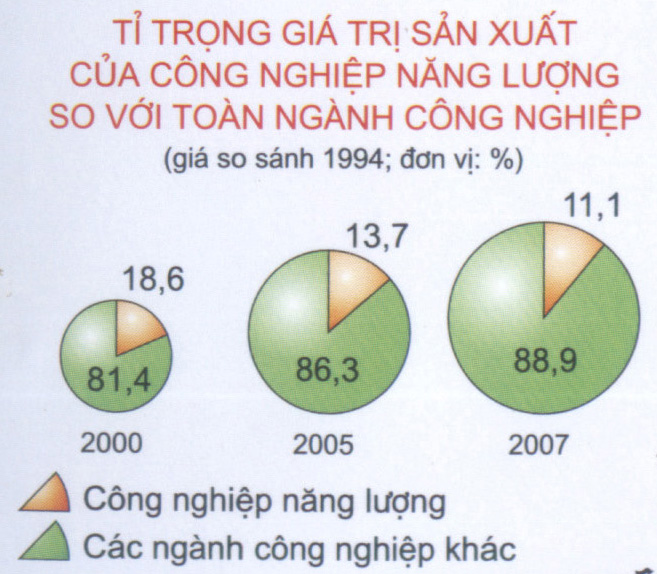 TỈ TRỌNG GIÁ TRỊ SẢN XUẤT
CỦA CÔNG NGHIỆP NĂNG LƯỢNG
SO VỚI TOÀN NGÀNH CÔNG NGHIỆP
(giá so sánh 1994; đơn vị: %)
18,6
81,4
2000
13,7
86,3
2005
11,1
88,9
2007
Công nghiệp năng lượng
Các ngành công nghiệp khác